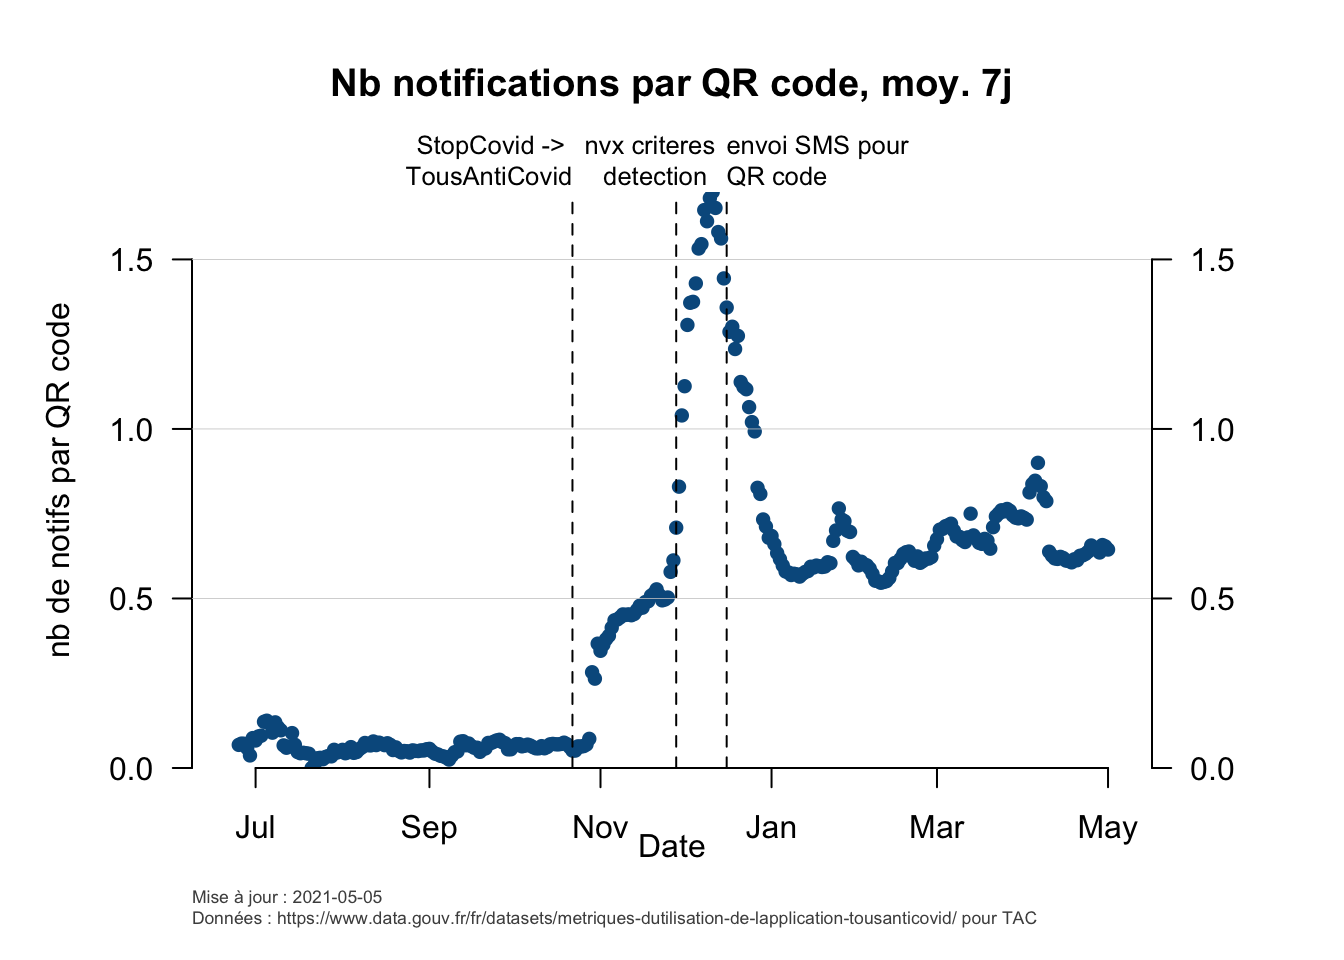 Nb notifications par QR code, moy. 7j
StopCovid ->
TousAntiCovid
nvx criteres
detection
envoi SMS pour
QR code
nb de notifs par QR code
1.5
1.0
0.5
0.0
1.5
1.0
0.5
0.0
Jul
Sep
Nov
Jan
Mar
May
Date
Mise à jour : 2021-05-05
Données : https://www.data.gouv.fr/fr/datasets/metriques-dutilisation-de-lapplication-tousanticovid/ pour TAC